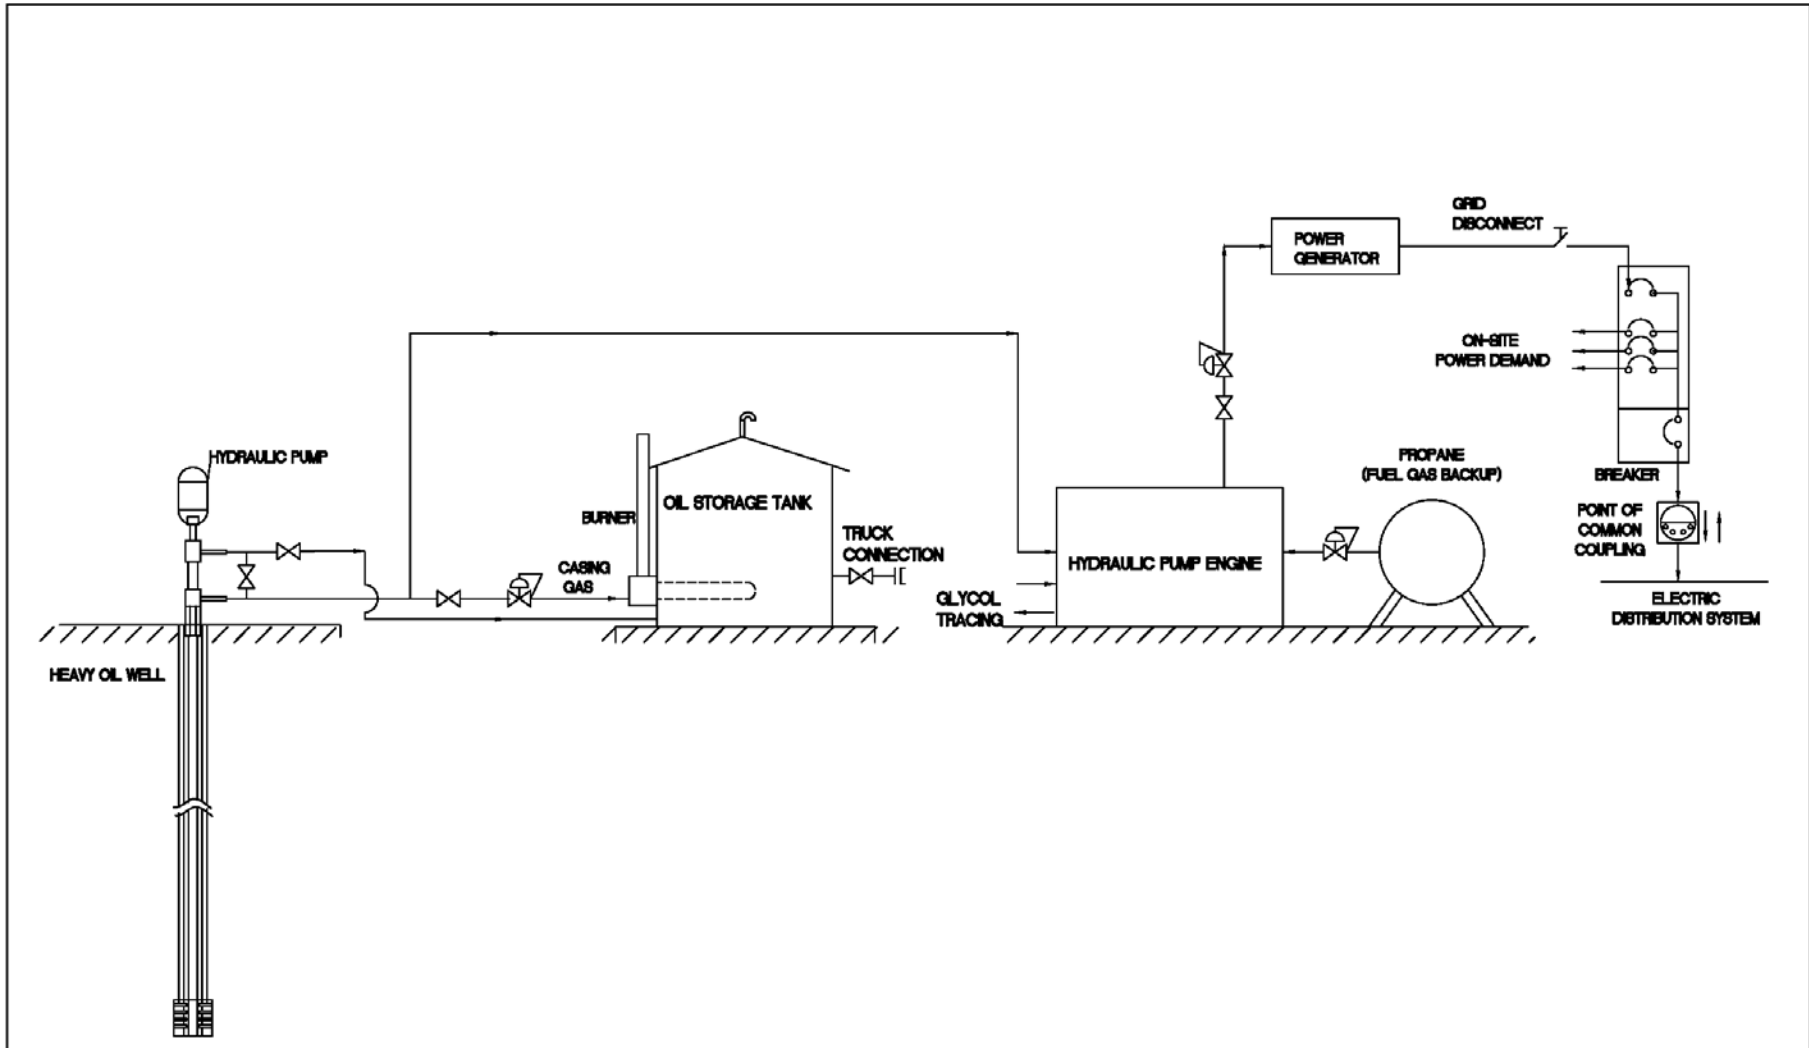 GRID
DISCONNECT
POWER
GENERATOR
ON-SITE
POWER DEMAND
HYDRAULIC PUMP
PROPANE
(FUEL GAS BACKUP)
BREAKER
OIL STORAGE TANK
BURNER
POINT OF
COMMON
COUPLING
TRUCK
CONNECTION
CASING
GAS
HYDRAULIC PUMP ENGINE
GLYCOL
TRACING
ELECTRIC
DISTRIBUTION SYSTEM
HEAVY OIL WELL